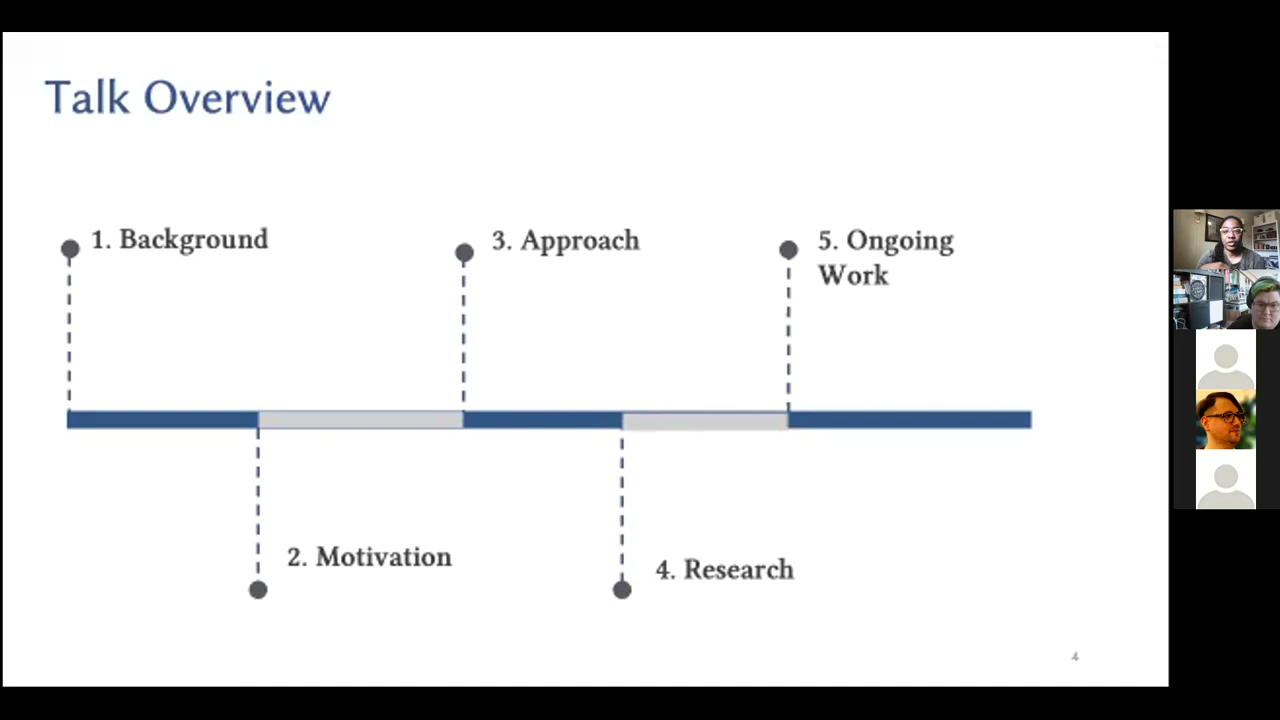 Talk Overview
1. Background
3. Approach
5. Ongoing
Work
2. Motivation
4. Research
4